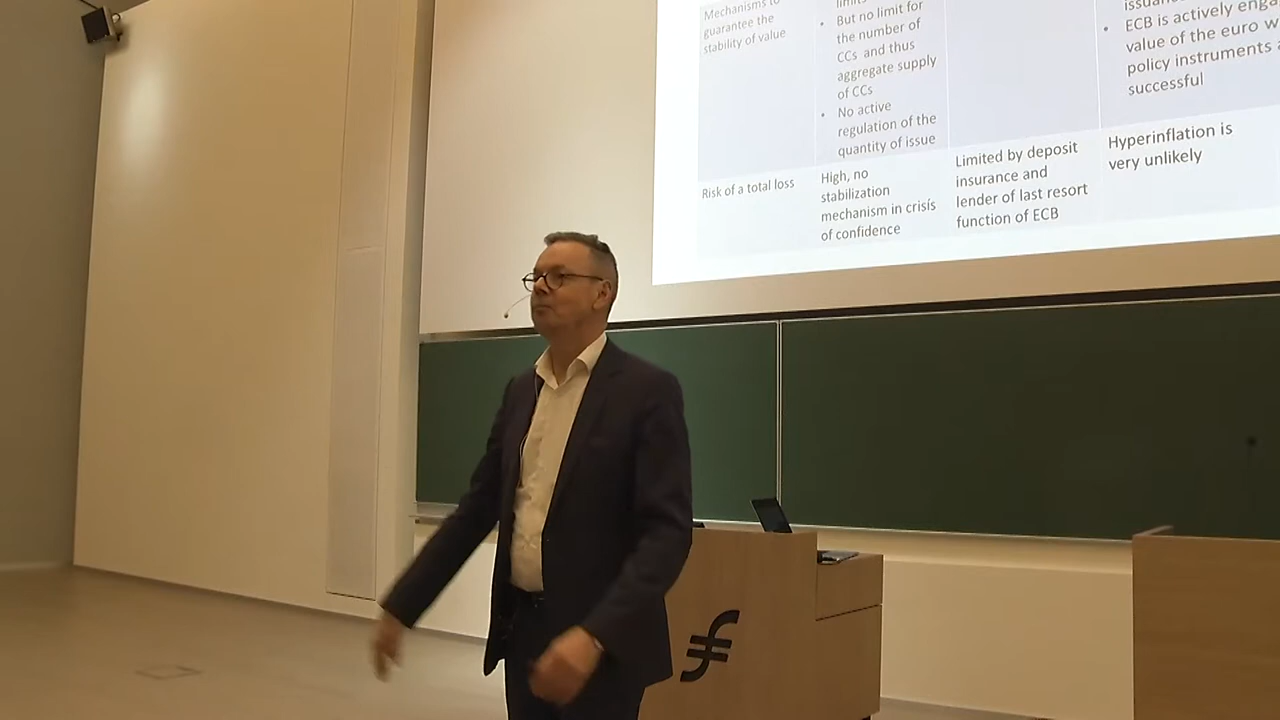 Mechanisms to
guarantee the
stability of value
limits
• But no limit for
the number of
CCs and thus
aggregate supply
of CCs
• No active
regulation of the
quantity of issue
• ECB is actively
value of the euro
policy instruments
successful
Risk of a total loss
High, no
stabilization
mechanism in crisis
of confidence
Limited by deposit
insurance and
lender of last resort
function of ECB
Hyperinflation is
very unlikely